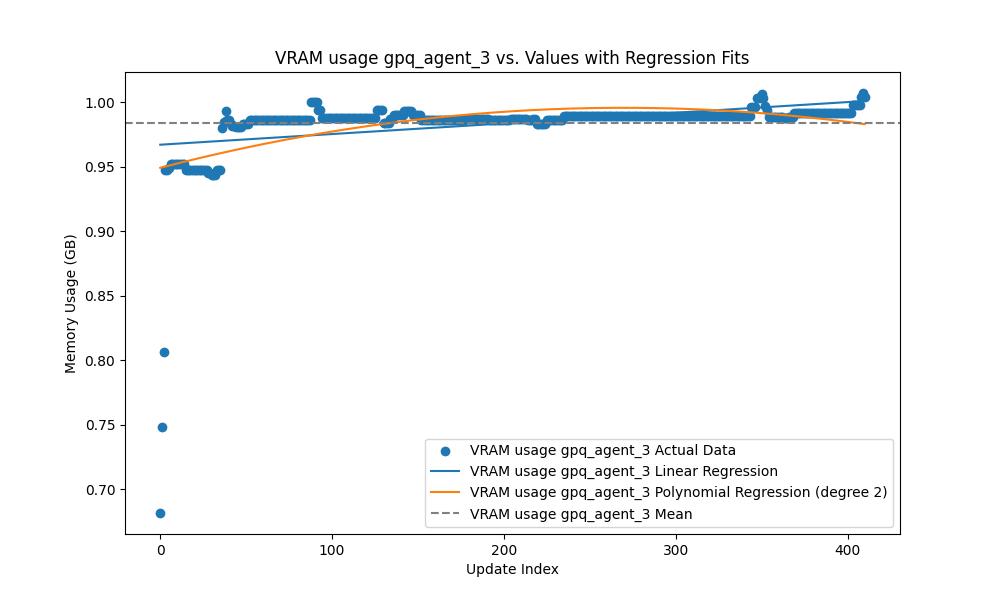 VRAM usage gpq_agent_3 vs. Values with Regression Fits
Memory Usage (GB)
1.00
0.95
0.90
0.85
0.80
0.75
0.70
VRAM usage gpq_agent_3 Actual Data
VRAM usage gpq_agent_3 Linear Regression
VRAM usage gpq_agent_3 Polynomial Regression (degree 2)
VRAM usage gpq_agent_3 Mean
0
100
200
300
400
Update Index